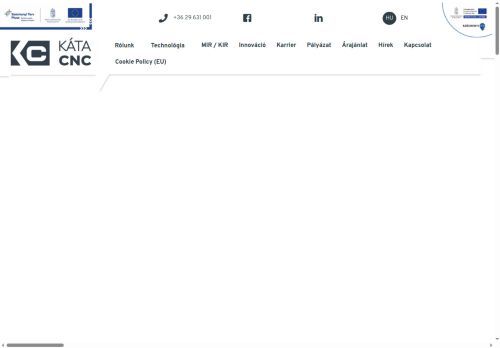 +36 29 631 001
HU EN
KÁTA
CNC
Rólunk Technológia MIR / KIR Innováció Karrier Pályázat Árajánlat Hírek Kapcsolat
Cookie Policy (EU)